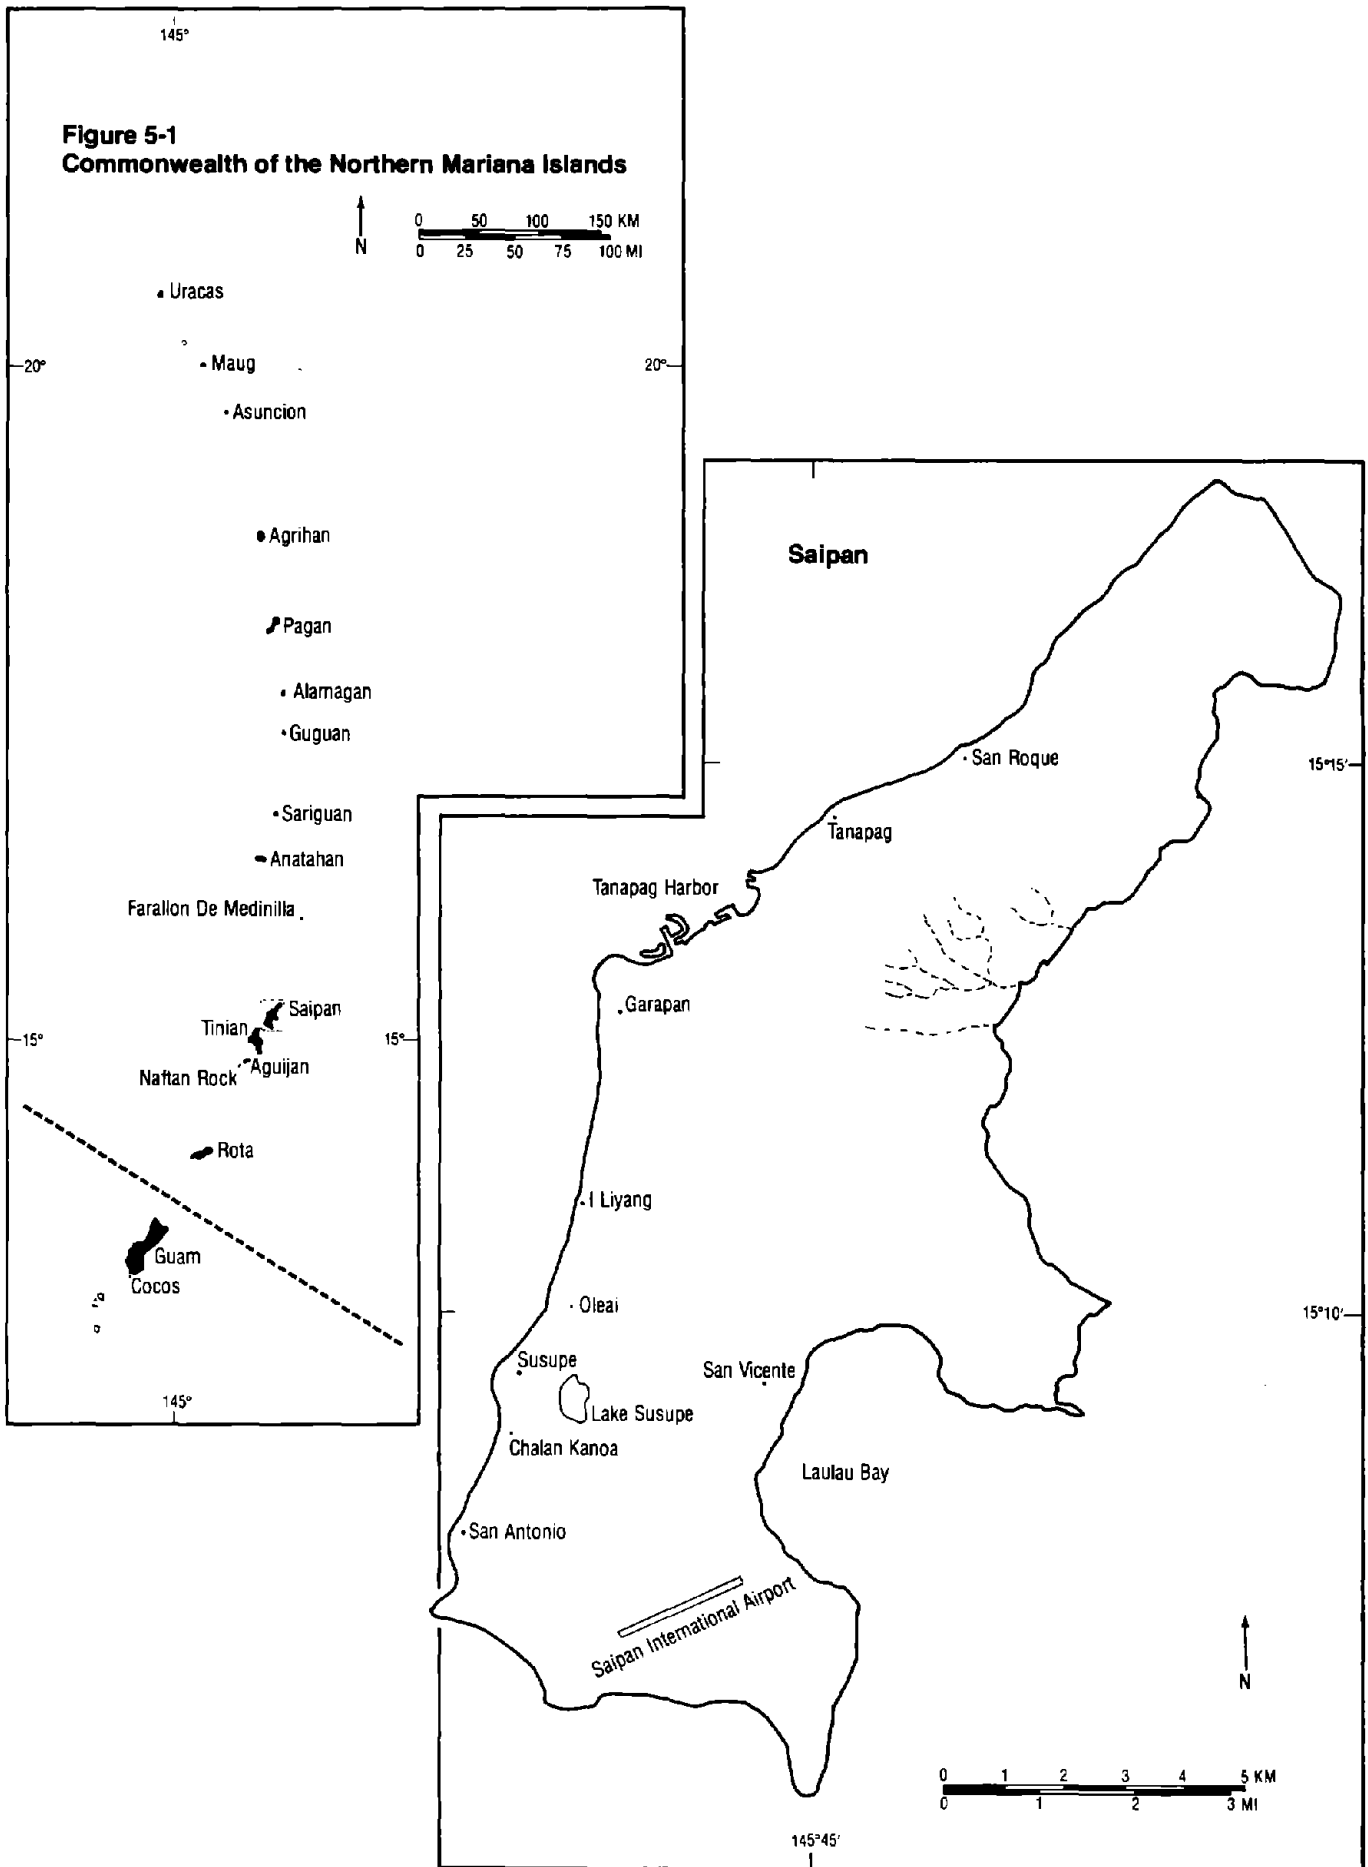 145°
Figure 5-1
Commonwealth of the Northern Mariana Islands
N
0 50 100 150 KM
0 25 50 75 100 MI
Uracas
Maug
20°
20°
Asuncion
Agrihan
Pagan
Alamagan
Guguan
Sariguan
Anatahan
Farallon De Medinilla
Saipan
Tinian
15°
15°
Aguijan
Naftan Rock
Rota
Guam
Cocos
145°
Saipan
San Roque
15°15'
Tanapag
Tanapag Harbor
Garapan
I Liyang
Oleai
15°10'
Susupe
San Vicente
Lake Susupe
Chalan Kanoa
Laulau Bay
San Antonio
Saipan International Airport
N
0 1 2 3 4 5 KM
0 1 2 3 MI
145°45'